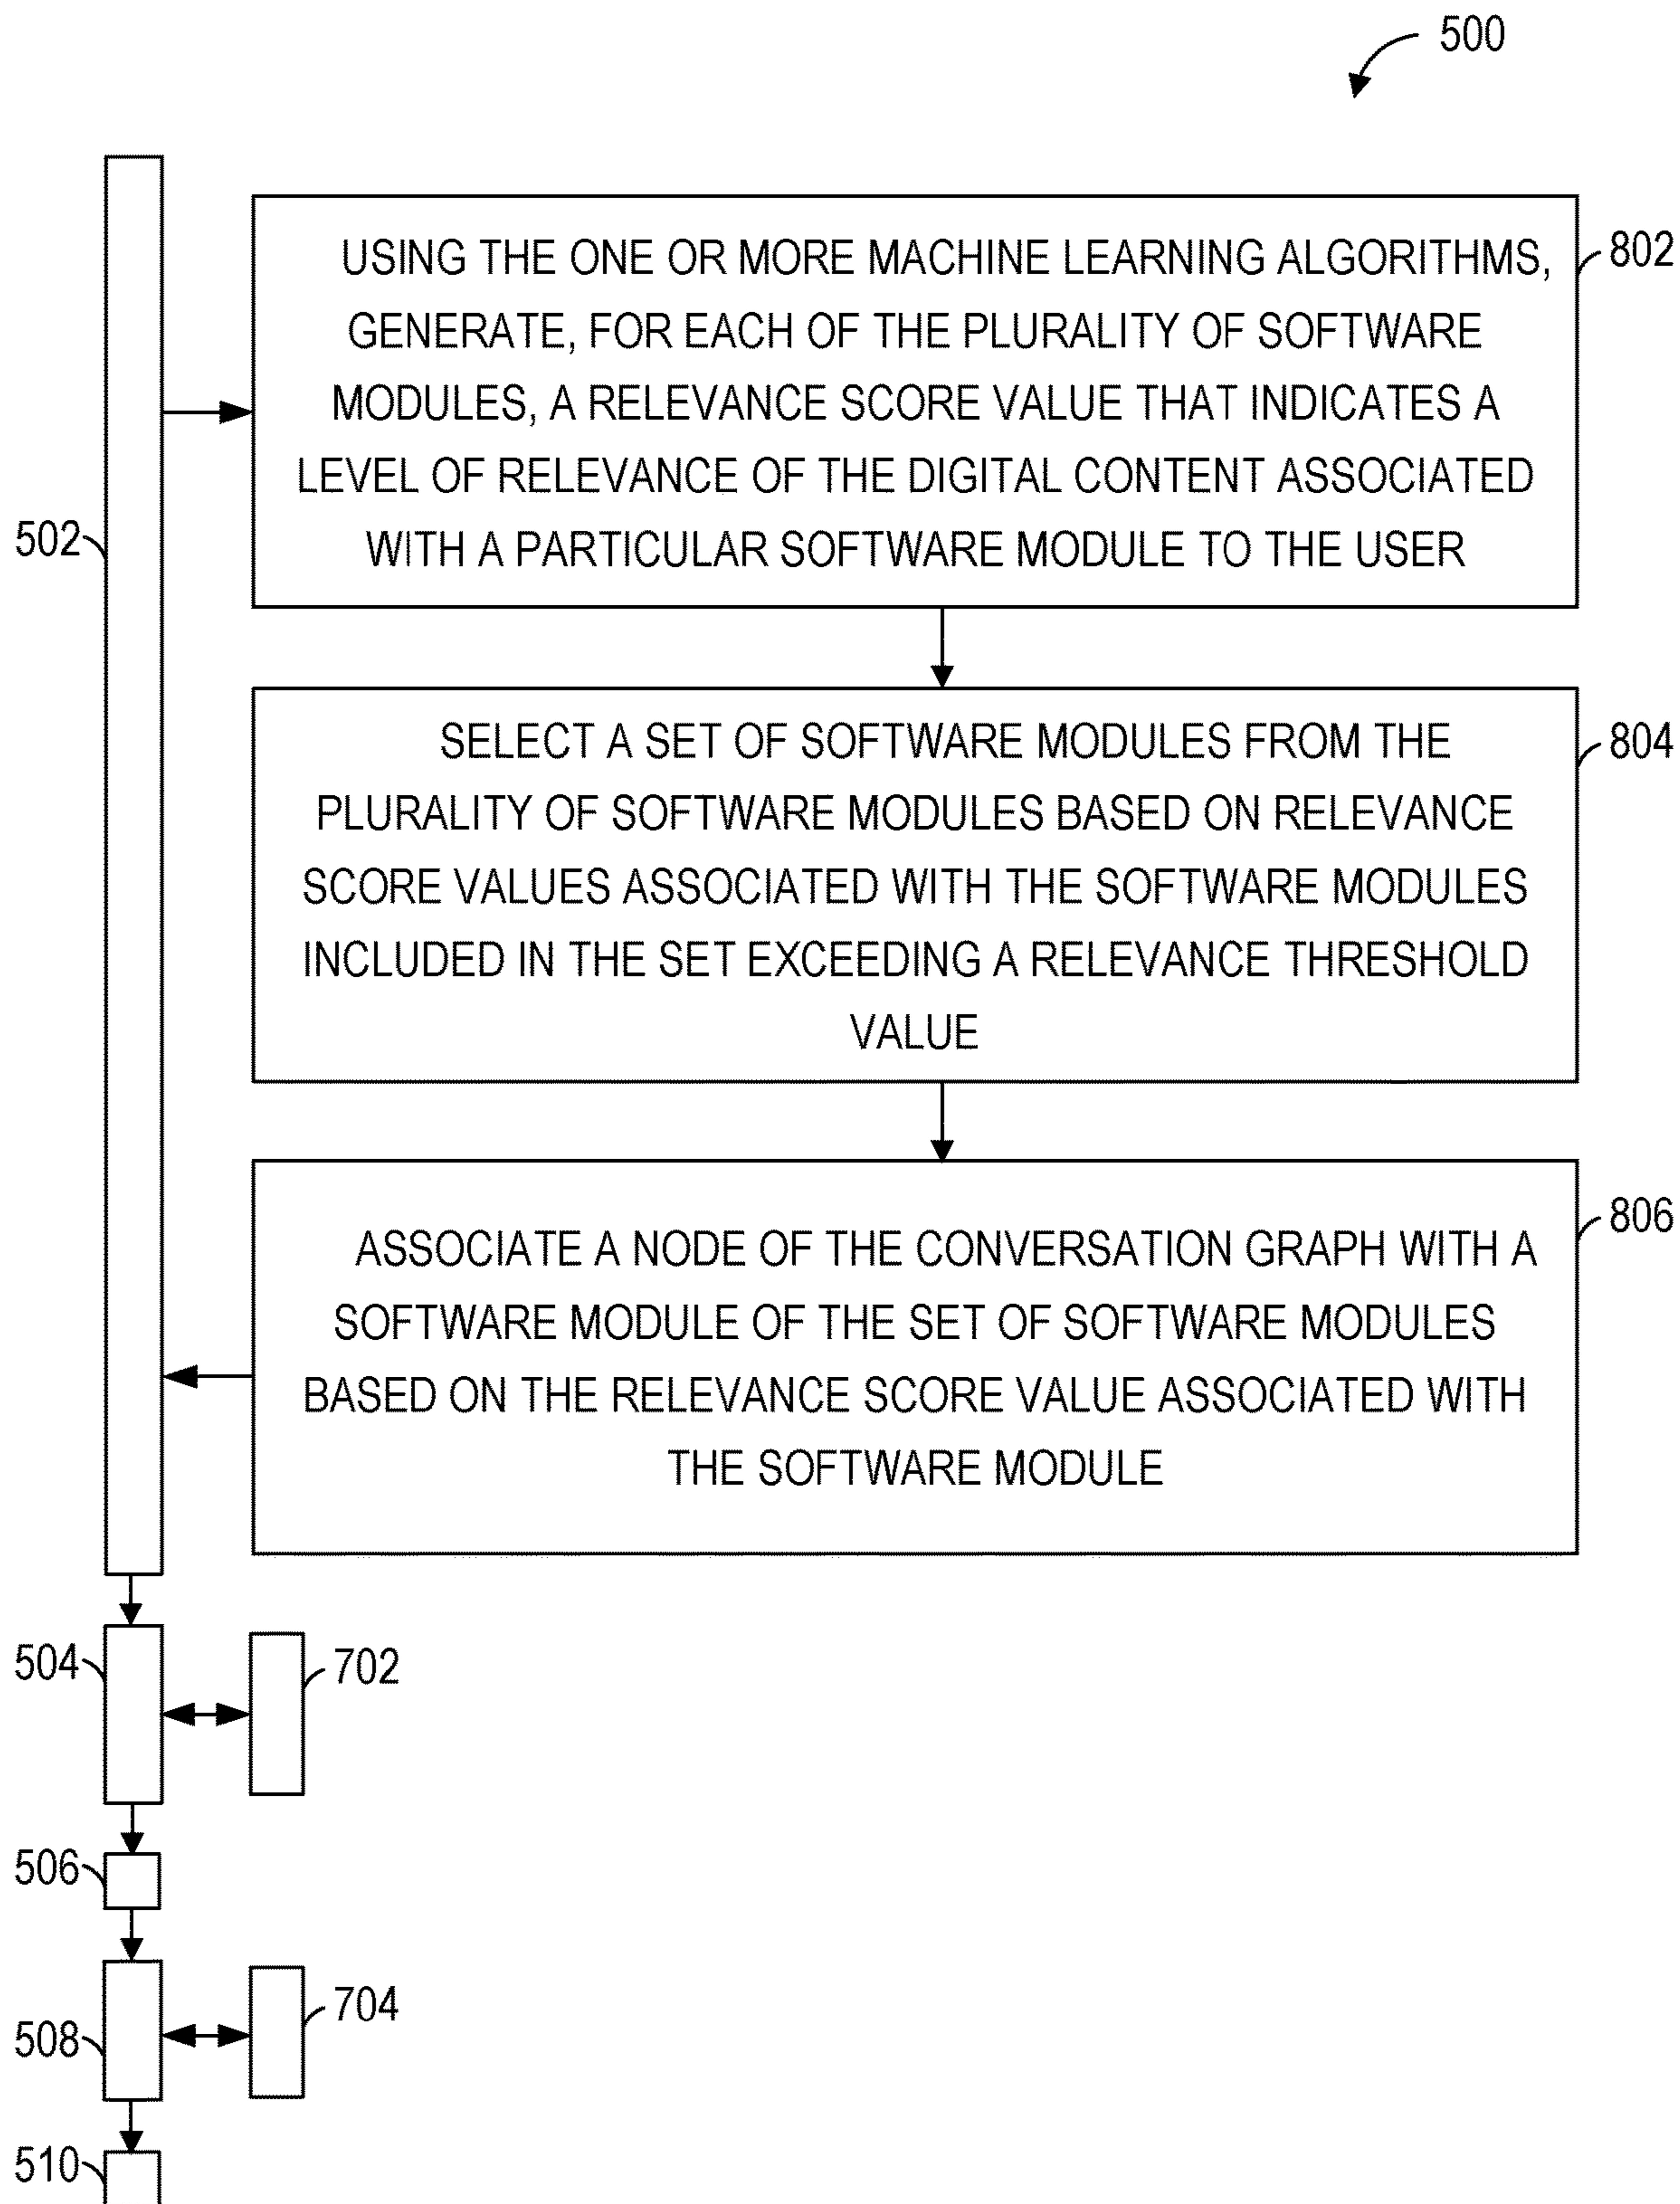 500
USING THE ONE OR MORE MACHINE LEARNING ALGORITHMS,
GENERATE, FOR EACH OF THE PLURALITY OF SOFTWARE
MODULES, A RELEVANCE SCORE VALUE THAT INDICATES A
LEVEL OF RELEVANCE OF THE DIGITAL CONTENT ASSOCIATED
WITH A PARTICULAR SOFTWARE MODULE TO THE USER
802
502
SELECT A SET OF SOFTWARE MODULES FROM THE
PLURALITY OF SOFTWARE MODULES BASED ON RELEVANCE
SCORE VALUES ASSOCIATED WITH THE SOFTWARE MODULES
INCLUDED IN THE SET EXCEEDING A RELEVANCE THRESHOLD
VALUE
804
ASSOCIATE A NODE OF THE CONVERSATION GRAPH WITH A
SOFTWARE MODULE OF THE SET OF SOFTWARE MODULES
BASED ON THE RELEVANCE SCORE VALUE ASSOCIATED WITH
THE SOFTWARE MODULE
806
504
702
506
508
704
510